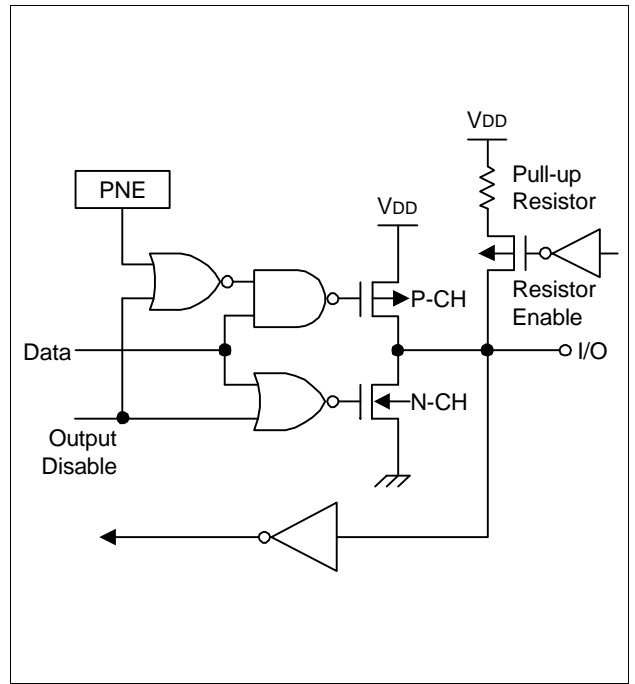 VDD
Pull-up
Resistor
PNE
VDD
P-CH
Resistor
Enable
Data
I/O
N-CH
Output
Disable